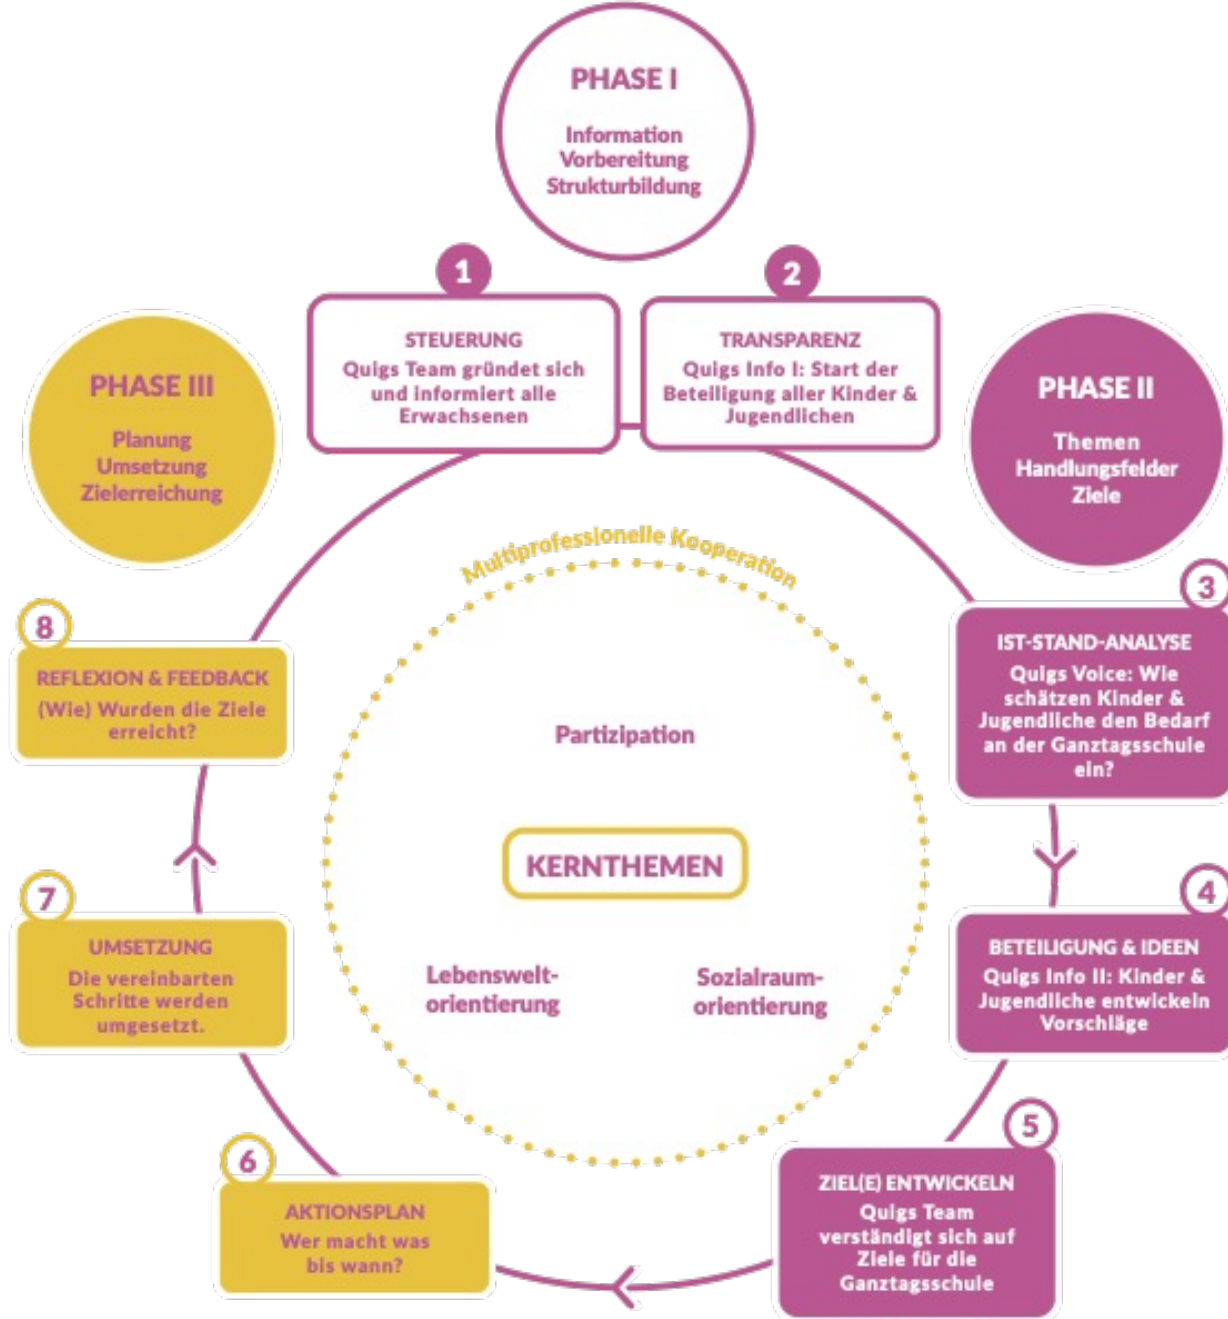 PHASE I
Information
Vorbereitung
Strukturbildung
1
STEUERUNG
Quigs Team gründet sich
und informiert alle
Erwachsenen
2
TRANSPARENZ
Quigs Info I: Start der
Beteiligung aller Kinder &
Jugendlichen
PHASE II
Themen
Handlungsfelder
Ziele
3
IST-STAND-ANALYSE
Quigs Voice: Wie
schätzen Kinder &
Jugendliche den Bedarf
an der Ganztagsschule
ein?
4
BETEILIGUNG & IDEEN
Quigs Info II: Kinder &
Jugendliche entwickeln
Vorschläge
5
ZIEL(E) ENTWICKELN
Quigs Team
verständigt sich auf
Ziele für die
Ganztagsschule
PHASE III
Planung
Umsetzung
Zielerreichung
6
AKTIONSPLAN
Wer macht was
bis wann?
7
UMSETZUNG
Die vereinbarten
Schritte werden
umgesetzt.
8
REFLEXION & FEEDBACK
(Wie) Wurden die Ziele
erreicht?
Multiprofessionelle Kooperation
Partizipation
KERNTHEMEN
Lebenswelt-
orientierung
Sozialraum-
orientierung